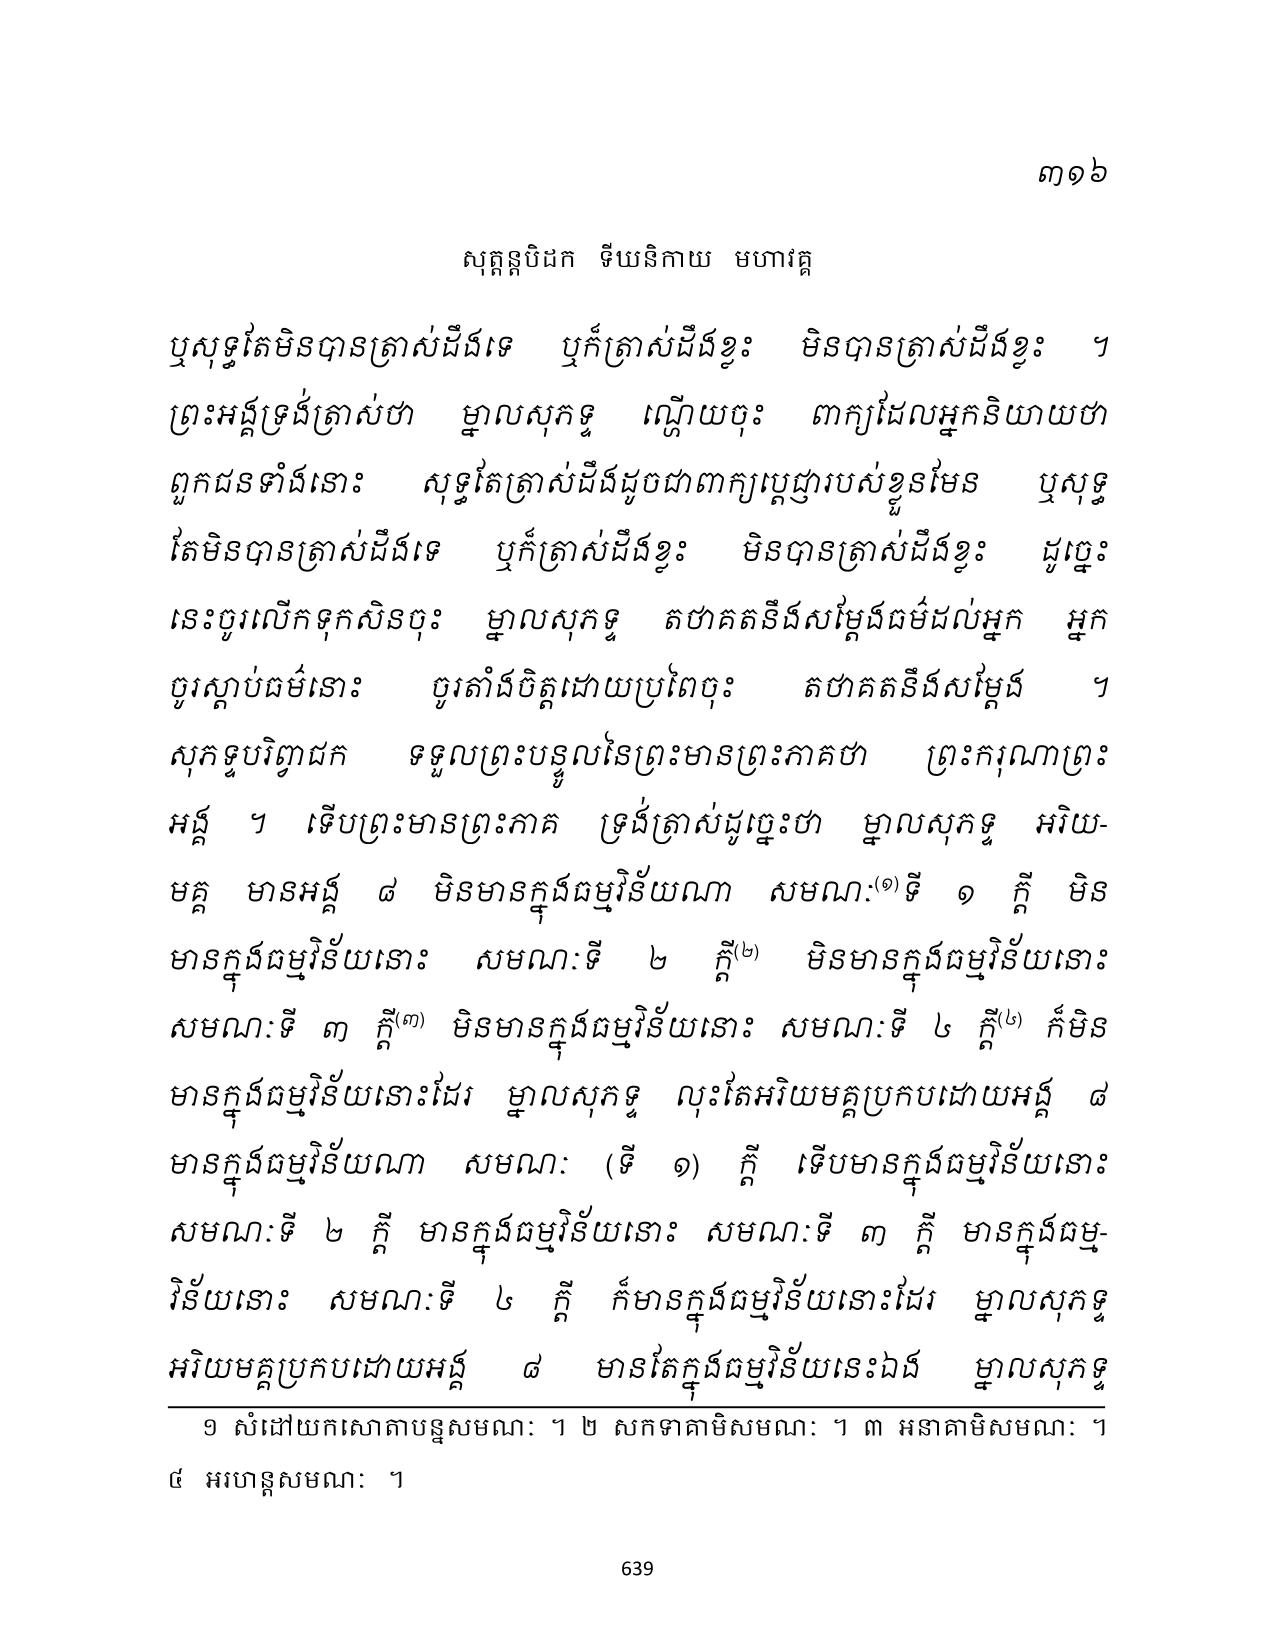 ៣១៦
សុត្តន្តបិដក ទីឃនិកាយ មហាវគ្គ
ឬសុទ្ធតែមិនបានត្រាស់ដឹងទេ ឬក៏ត្រាស់ដឹងខ្លះ មិនបានត្រាស់ដឹងខ្លះ ។
ព្រះអង្គទ្រង់ត្រាស់ថា ម្នាលសុភទ្ទ ណ្ហើយចុះ ពាក្យដែលអ្នកនិយាយថា
ពួកជនទាំងនោះ សុទ្ធតែត្រាស់ដឹងដូចជាពាក្យប្តេជ្ញារបស់ខ្លួនមែន ឬសុទ្ធ
តែមិនបានត្រាស់ដឹងទេ ឬក៏ត្រាស់ដឹងខ្លះ មិនបានត្រាស់ដឹងខ្លះ ដូច្នេះ
នេះចូរលើកទុកសិនចុះ ម្នាលសុភទ្ទ តថាគតនឹងសម្តែងធម៌ដល់អ្នក អ្នក
ចូរស្តាប់ធម៌នោះ ចូរតាំងចិត្តដោយប្រពៃចុះ តថាគតនឹងសម្តែង ។
សុភទ្ទបរិព្វាជក ទទួលព្រះបន្ទូលនៃព្រះមានព្រះភាគថា ព្រះករុណាព្រះ
អង្គ ។ ទើបព្រះមានព្រះភាគ ទ្រង់ត្រាស់ដូច្នេះថា ម្នាលសុភទ្ទ អរិយ-
មគ្គ មានអង្គ ៨ មិនមានក្នុងធម្មវិន័យណា សមណៈ(១)ទី ១ ក្តី មិន
មានក្នុងធម្មវិន័យនោះ សមណៈទី ២ ក្តី(២) មិនមានក្នុងធម្មវិន័យនោះ
សមណៈទី ៣ ក្តី(៣) មិនមានក្នុងធម្មវិន័យនោះ សមណៈទី ៤ ក្តី(៤) ក៏មិន
មានក្នុងធម្មវិន័យនោះដែរ ម្នាលសុភទ្ទ លុះតែអរិយមគ្គប្រកបដោយអង្គ ៨
មានក្នុងធម្មវិន័យណា សមណៈ (ទី ១) ក្តី ទើបមានក្នុងធម្មវិន័យនោះ
សមណៈទី ២ ក្តី មានក្នុងធម្មវិន័យនោះ សមណៈទី ៣ ក្តី មានក្នុងធម្ម-
វិន័យនោះ សមណៈទី ៤ ក្តី ក៏មានក្នុងធម្មវិន័យនោះដែរ ម្នាលសុភទ្ទ
អរិយមគ្គប្រកបដោយអង្គ ៨ មានតែក្នុងធម្មវិន័យនេះឯង ម្នាលសុភទ្ទ
១ សំដៅយកសោតាបន្នសមណៈ ។ ២ សកទាគាមិសមណៈ ។ ៣ អនាគាមិសមណៈ ។
៤ អរហន្តសមណៈ ។
639